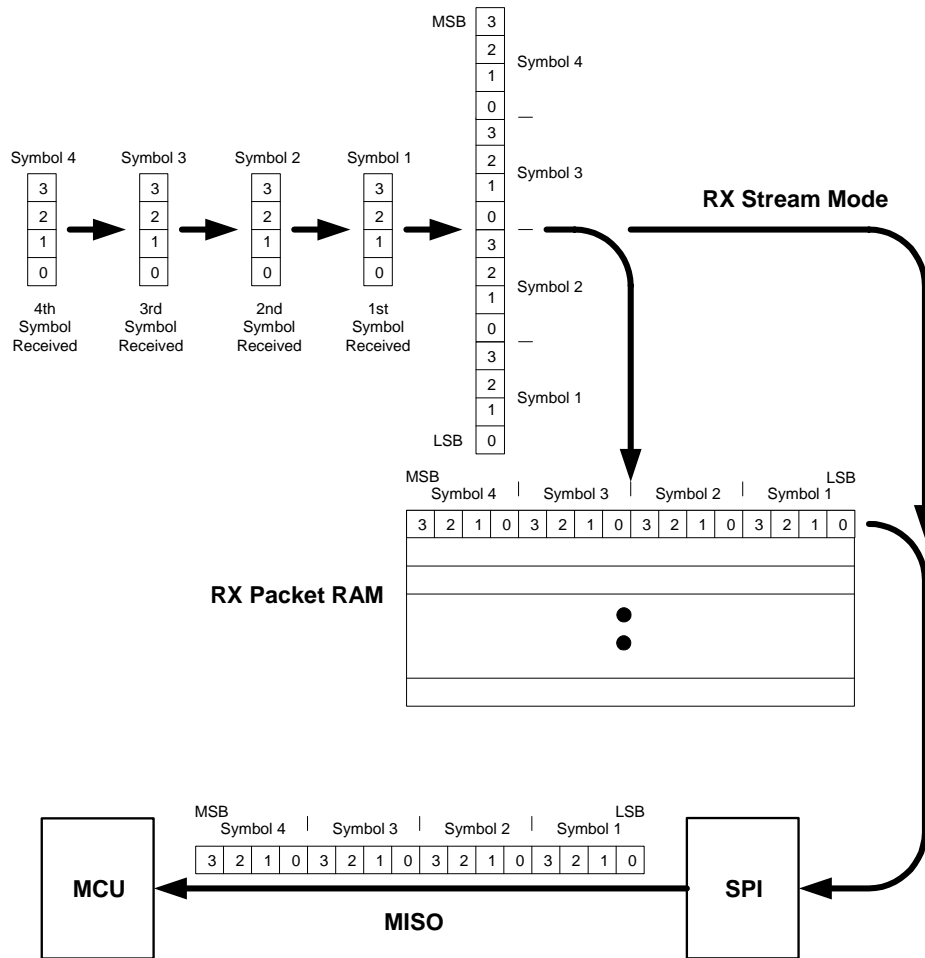 MSB
3
2
1
0
Symbol 4
3
2
1
0
Symbol 3
3
2
1
0
Symbol 2
3
2
1
0
Symbol 1
LSB
Symbol 4 Symbol 3 Symbol 2 Symbol 1
3 3 3 3
2 2 2 2
1 1 1 1
0 0 0 0
4th 3rd 2nd 1st
Symbol Symbol Symbol Symbol
Received Received Received Received
RX Stream Mode
MSB LSB
Symbol 4 Symbol 3 Symbol 2 Symbol 1
3 2 1 0 3 2 1 0 3 2 1 0 3 2 1 0
RX Packet RAM
MSB LSB
Symbol 4 Symbol 3 Symbol 2 Symbol 1
3 2 1 0 3 2 1 0 3 2 1 0 3 2 1 0
MCU
SPI
MISO